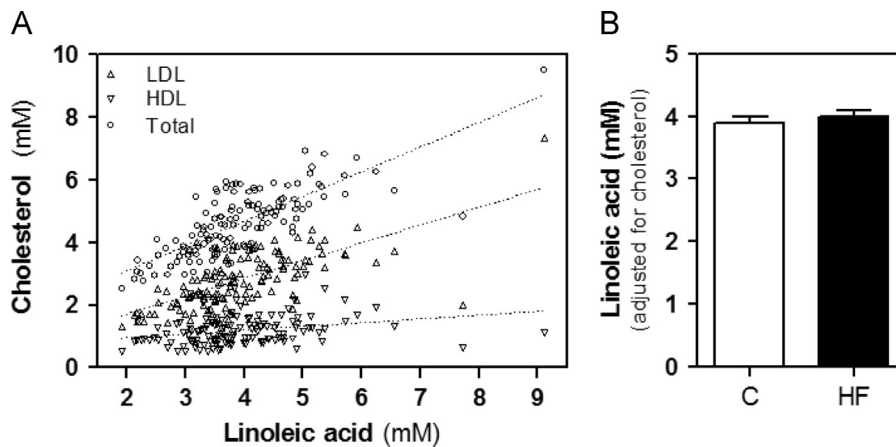 A
Cholesterol (mM)
10
8
6
4
2
0
LDL
HDL
Total
2 3 4 5 6 7 8 9
Linoleic acid (mM)
B
Linoleic acid (mM)
(adjusted for cholesterol)
5
4
3
2
1
0
C HF